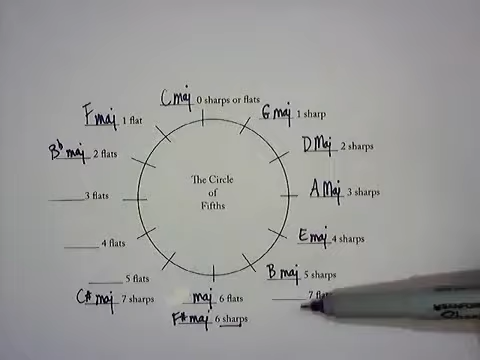 C maj 0 sharps or flats
F maj 1 flat
G maj 1 sharp
B♭ maj 2 flats
D Maj 2 sharps
The Circle
of
Fifths
3 flats
A Maj 3 sharps
4 flats
E maj 4 sharps
5 flats
B maj 5 sharps
C# maj 7 sharps
maj 6 flats
7
F# maj 6 sharps